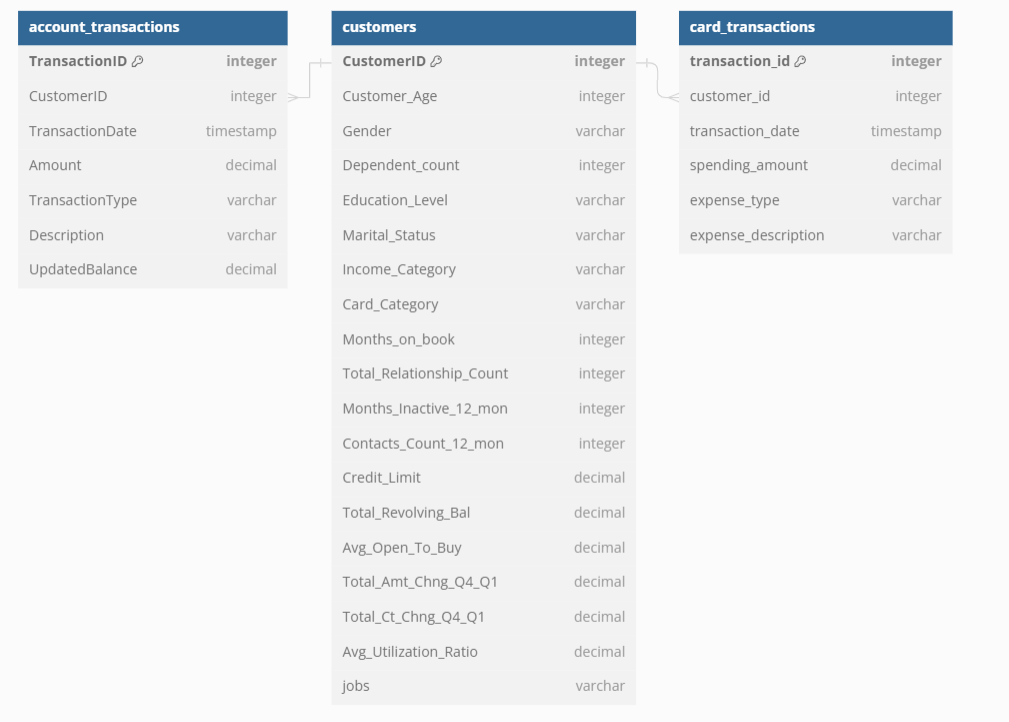 account_transactions
TransactionID integer
CustomerID integer
TransactionDate timestamp
Amount decimal
TransactionType varchar
Description varchar
UpdatedBalance decimal
customers
CustomerID integer
Customer_Age integer
Gender varchar
Dependent_count integer
Education_Level varchar
Marital_Status varchar
Income_Category varchar
Card_Category varchar
Months_on_book integer
Total_Relationship_Count integer
Months_Inactive_12_mon integer
Contacts_Count_12_mon integer
Credit_Limit decimal
Total_Revolving_Bal decimal
Avg_Open_To_Buy decimal
Total_Amt_Chng_Q4_Q1 decimal
Total_Ct_Chng_Q4_Q1 decimal
Avg_Utilization_Ratio decimal
jobs varchar
card_transactions
transaction_id integer
customer_id integer
transaction_date timestamp
spending_amount decimal
expense_type varchar
expense_description varchar